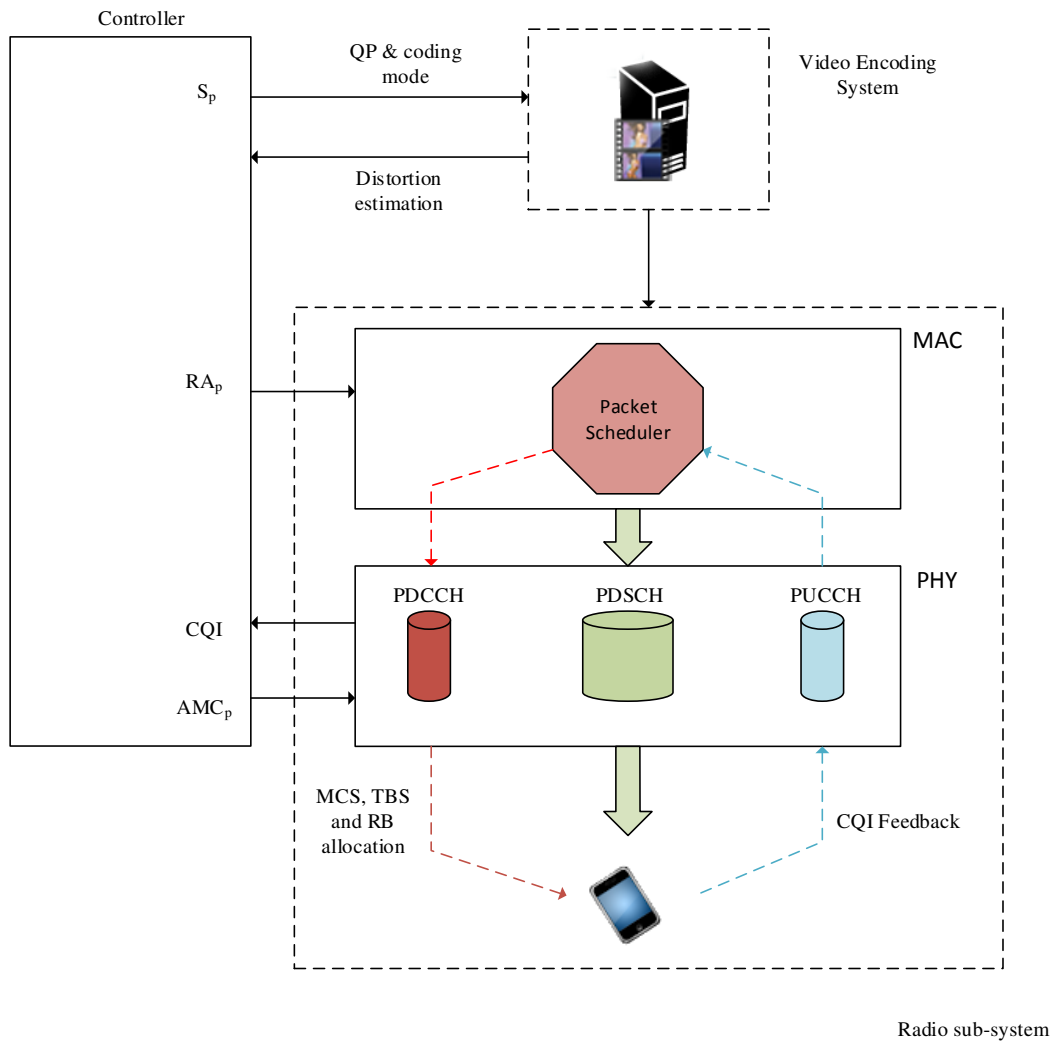 Controller
QP & coding
mode
Video Encoding
System
Sp
Distortion
estimation
MAC
RAp
Packet
Scheduler
PHY
PDCCH
PDSCH
PUCCH
CQI
AMCp
MCS, TBS
and RB
allocation
CQI Feedback
Radio sub-system